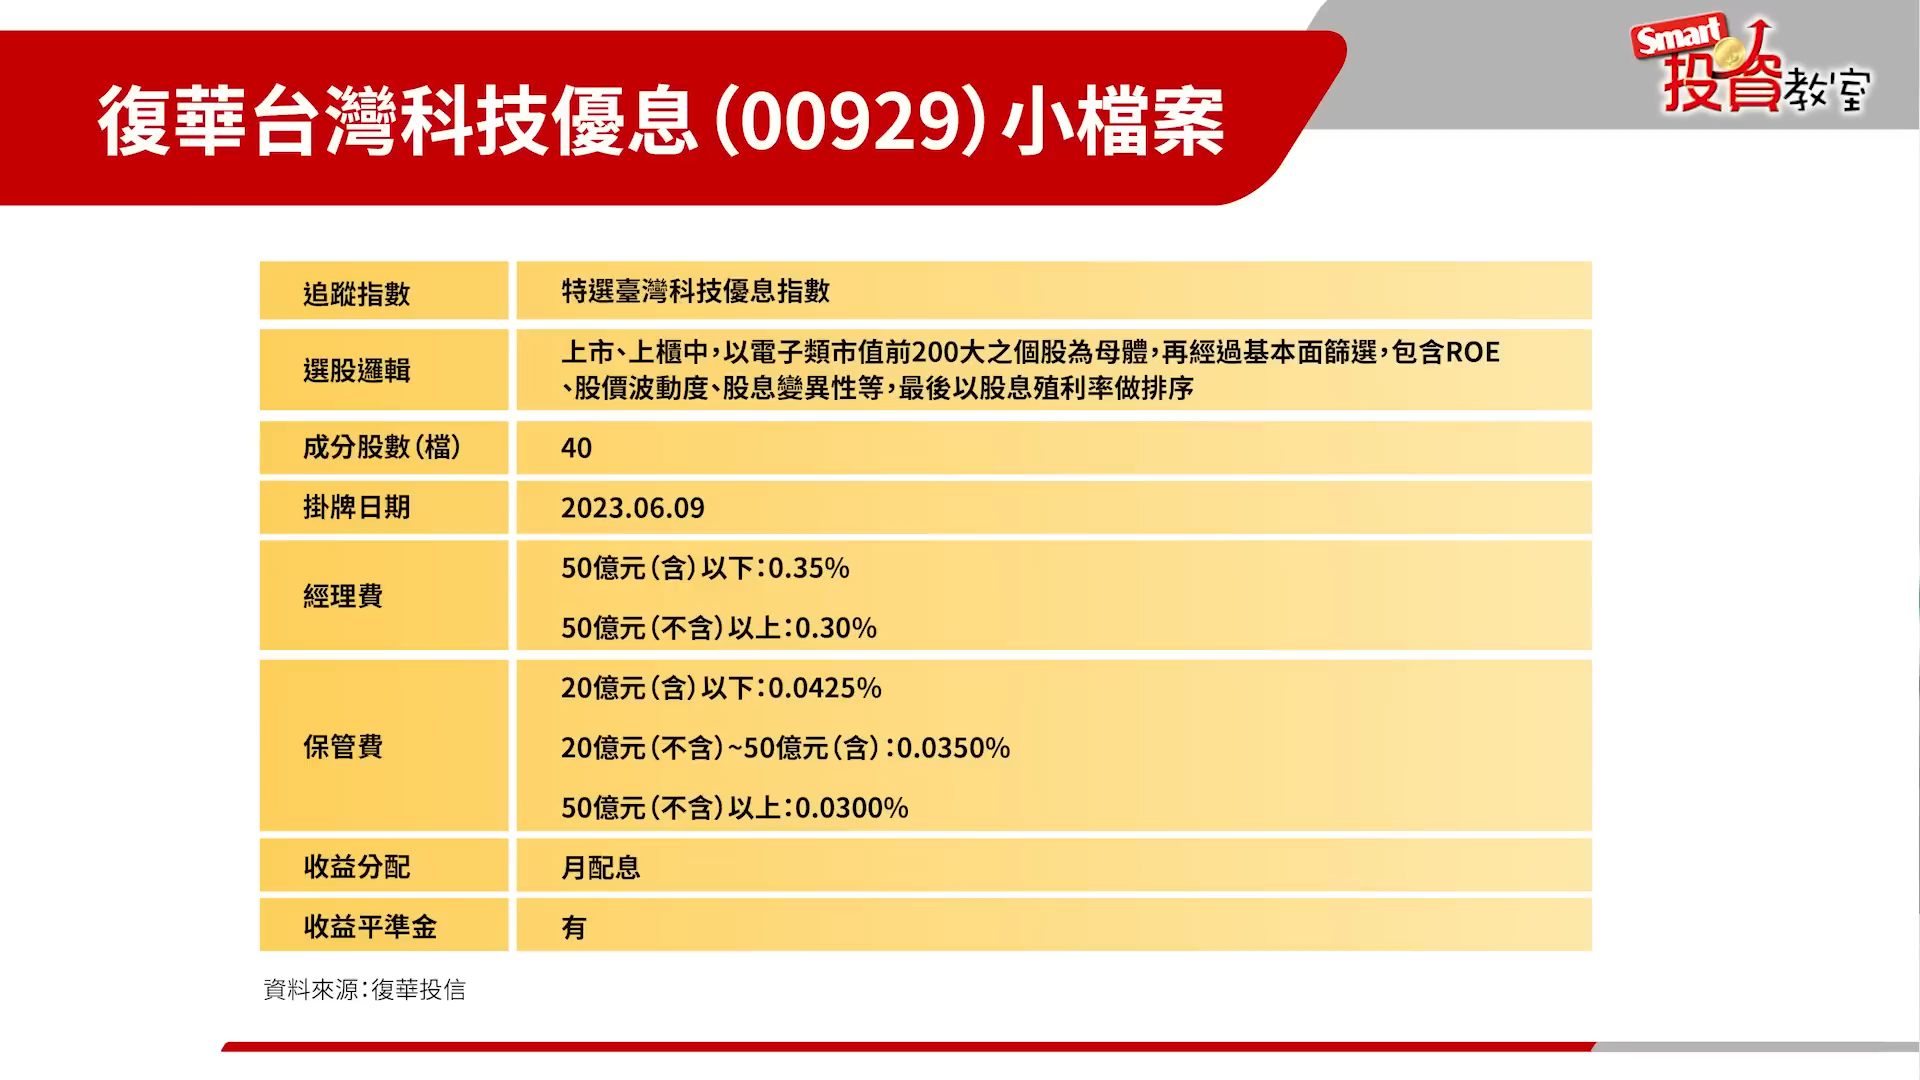 Smart
投資教室
復華台灣科技優息（00929）小檔案
追蹤指數
特選臺灣科技優息指數
選股邏輯
上市、上櫃中，以電子類市值前200大之個股為母體，再經過基本面篩選，包含ROE
、股價波動度、股息變異性等，最後以股息殖利率做排序
成分股數（檔）
40
掛牌日期
2023.06.09
經理費
50億元（含）以下：0.35%
50億元（不含）以上：0.30%
保管費
20億元（含）以下：0.0425%
20億元（不含）~50億元（含）：0.0350%
50億元（不含）以上：0.0300%
收益分配
月配息
收益平準金
有
資料來源：復華投信